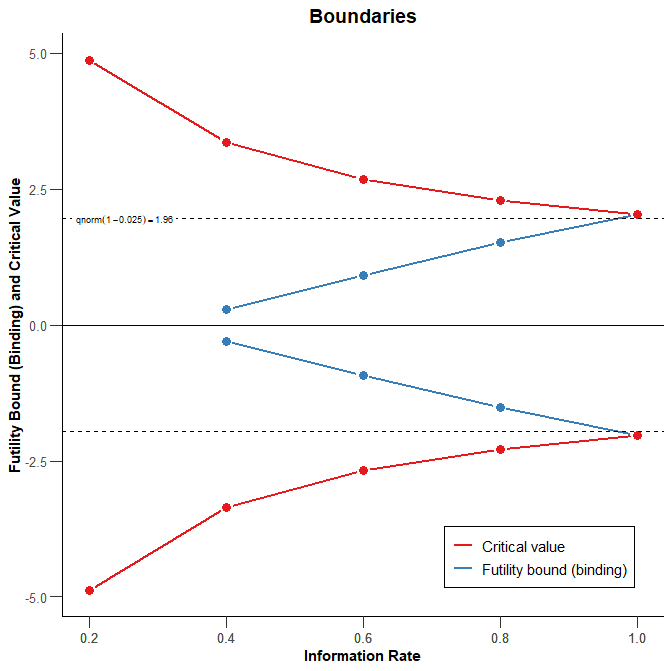 Boundaries
Futility Bound (Binding) and Critical Value
5.0
2.5
qnorm(1−0.025) = 1.96
0.0
-2.5
-5.0
Critical value
Futility bound (binding)
0.2
0.4
0.6
0.8
1.0
Information Rate